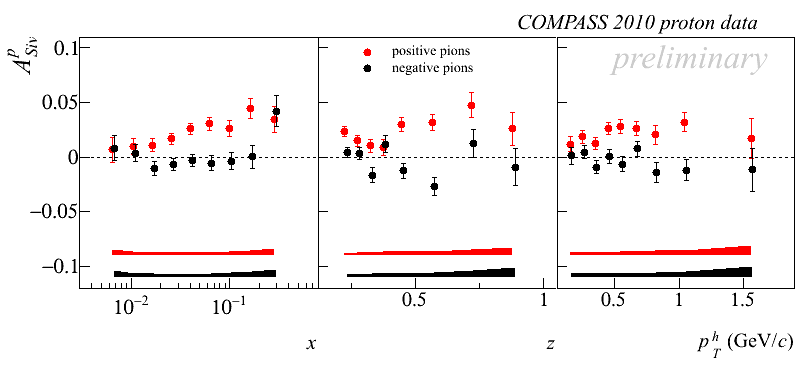 COMPASS 2010 proton data
preliminary
A^p_Siv
positive pions
negative pions
0.1
0.05
0
−0.05
−0.1
10^−2 10^−1
0.5 1
0.5 1 1.5
x
z
p_T^h (GeV/c)